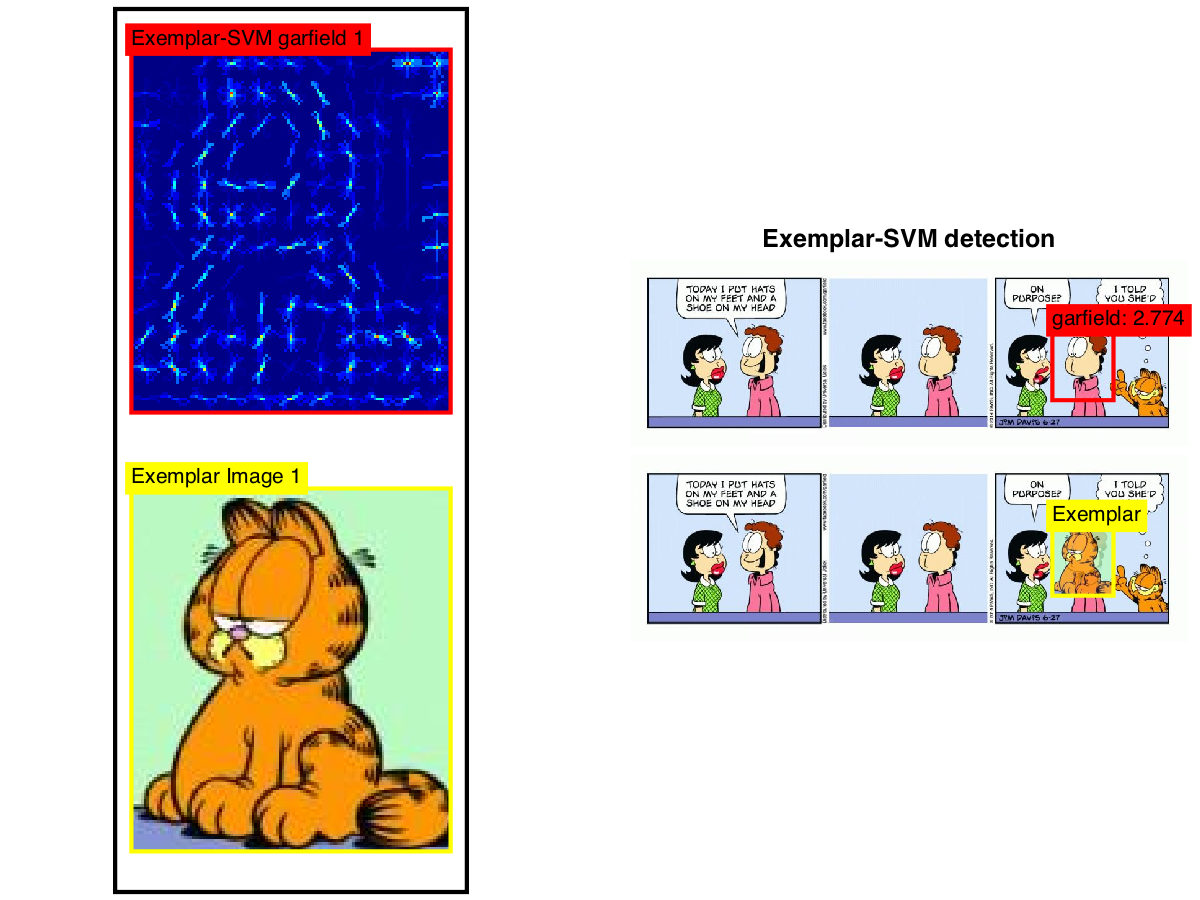 Exemplar-SVM garfield 1
Exemplar Image 1
Exemplar-SVM detection
TODAY I PUT HATS
ON MY FEET AND A
SHOE ON MY HEAD
ON
PURPOSE?
I TOLD
YOU SHE'D
garfield: 2.774
JIM DAVIS 6-27
TODAY I PUT HATS
ON MY FEET AND A
SHOE ON MY HEAD
ON
PURPOSE?
I TOLD
YOU SHE'D
Exemplar
JIM DAVIS 6-27